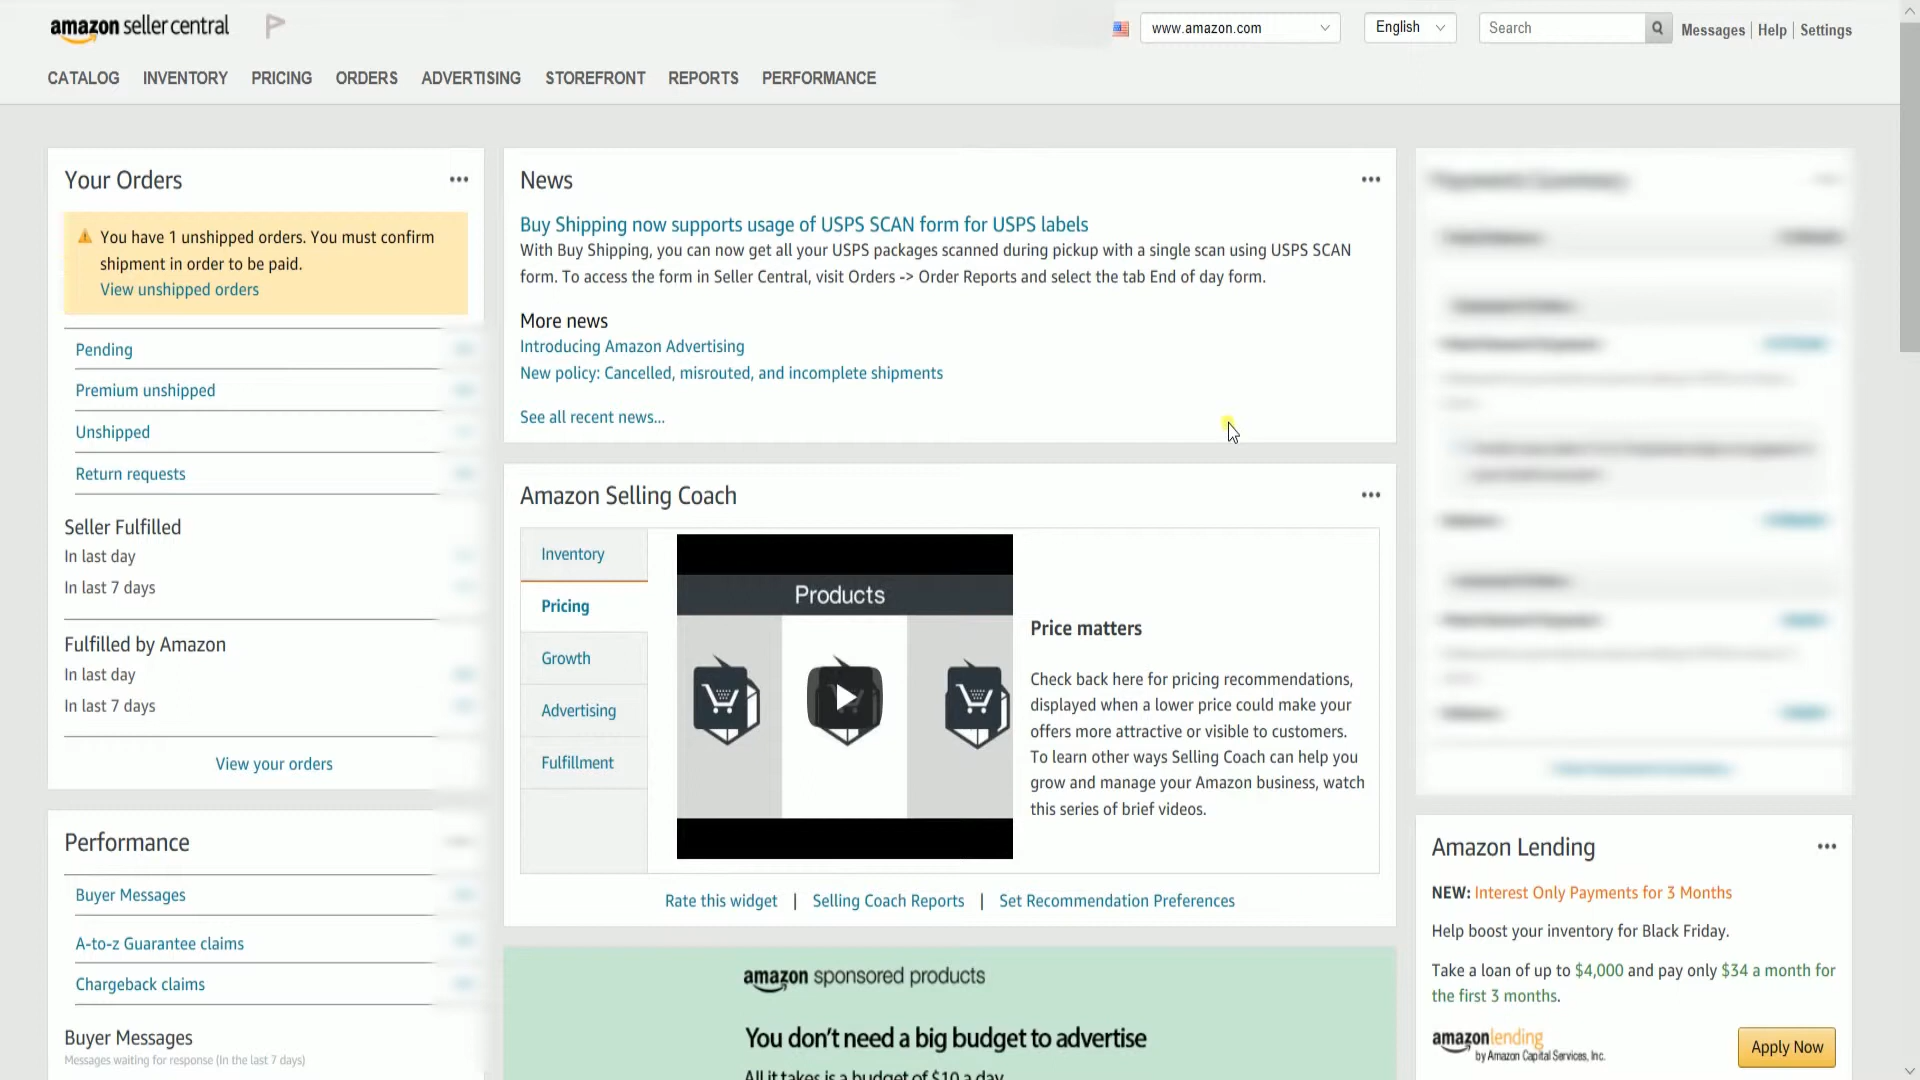 amazon seller central
www.amazon.com
English
Search
Messages | Help | Settings
CATALOG INVENTORY PRICING ORDERS ADVERTISING STOREFRONT REPORTS PERFORMANCE
Your Orders
You have 1 unshipped orders. You must confirm
shipment in order to be paid.
View unshipped orders
Pending
Premium unshipped
Unshipped
Return requests
Seller Fulfilled
In last day
In last 7 days
Fulfilled by Amazon
In last day
In last 7 days
View your orders
Performance
Buyer Messages
A-to-z Guarantee claims
Chargeback claims
Buyer Messages
Messages waiting for response (In the last 7 days)
News
Buy Shipping now supports usage of USPS SCAN form for USPS labels
With Buy Shipping, you can now get all your USPS packages scanned during pickup with a single scan using USPS SCAN
form. To access the form in Seller Central, visit Orders -> Order Reports and select the tab End of day form.
More news
Introducing Amazon Advertising
New policy: Cancelled, misrouted, and incomplete shipments
See all recent news...
Amazon Selling Coach
Inventory
Pricing
Growth
Advertising
Fulfillment
Products
Price matters
Check back here for pricing recommendations,
displayed when a lower price could make your
offers more attractive or visible to customers.
To learn other ways Selling Coach can help you
grow and manage your Amazon business, watch
this series of brief videos.
Rate this widget | Selling Coach Reports | Set Recommendation Preferences
amazon sponsored products
You don't need a big budget to advertise
All it takes is a budget of $10 a day
Amazon Lending
NEW: Interest Only Payments for 3 Months
Help boost your inventory for Black Friday.
Take a loan of up to $4,000 and pay only $34 a month for
the first 3 months.
amazonlending
by Amazon Capital Services, Inc.
Apply Now